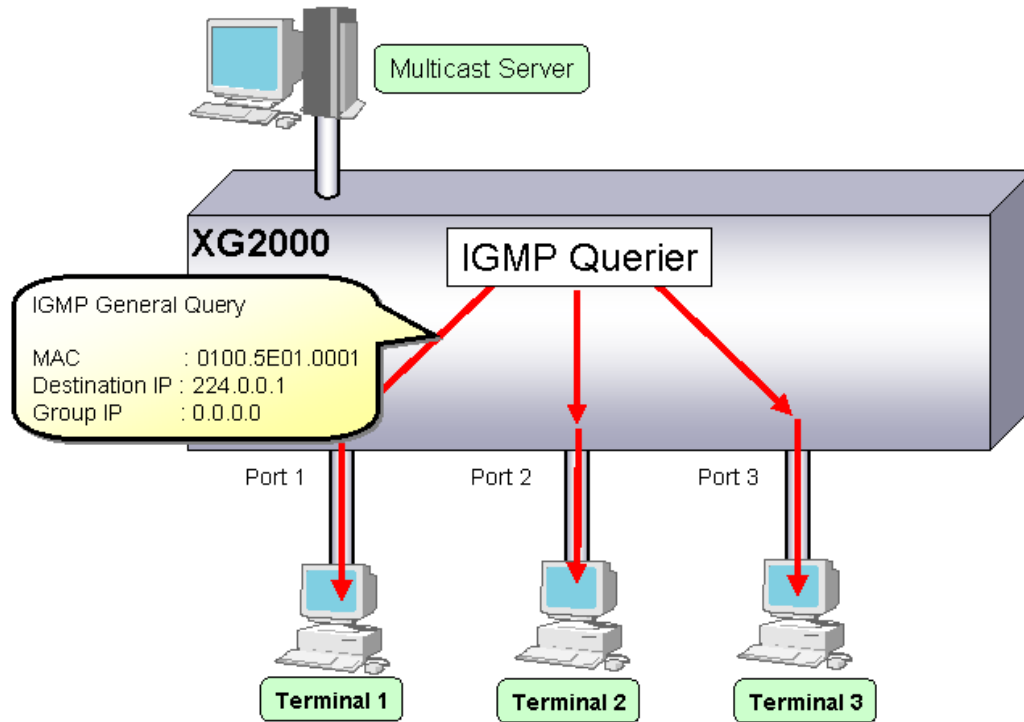 Multicast Server
XG2000
IGMP Querier
IGMP General Query
MAC : 0100.5E01.0001
Destination IP : 224.0.0.1
Group IP : 0.0.0.0
Port 1
Port 2
Port 3
Terminal 1
Terminal 2
Terminal 3